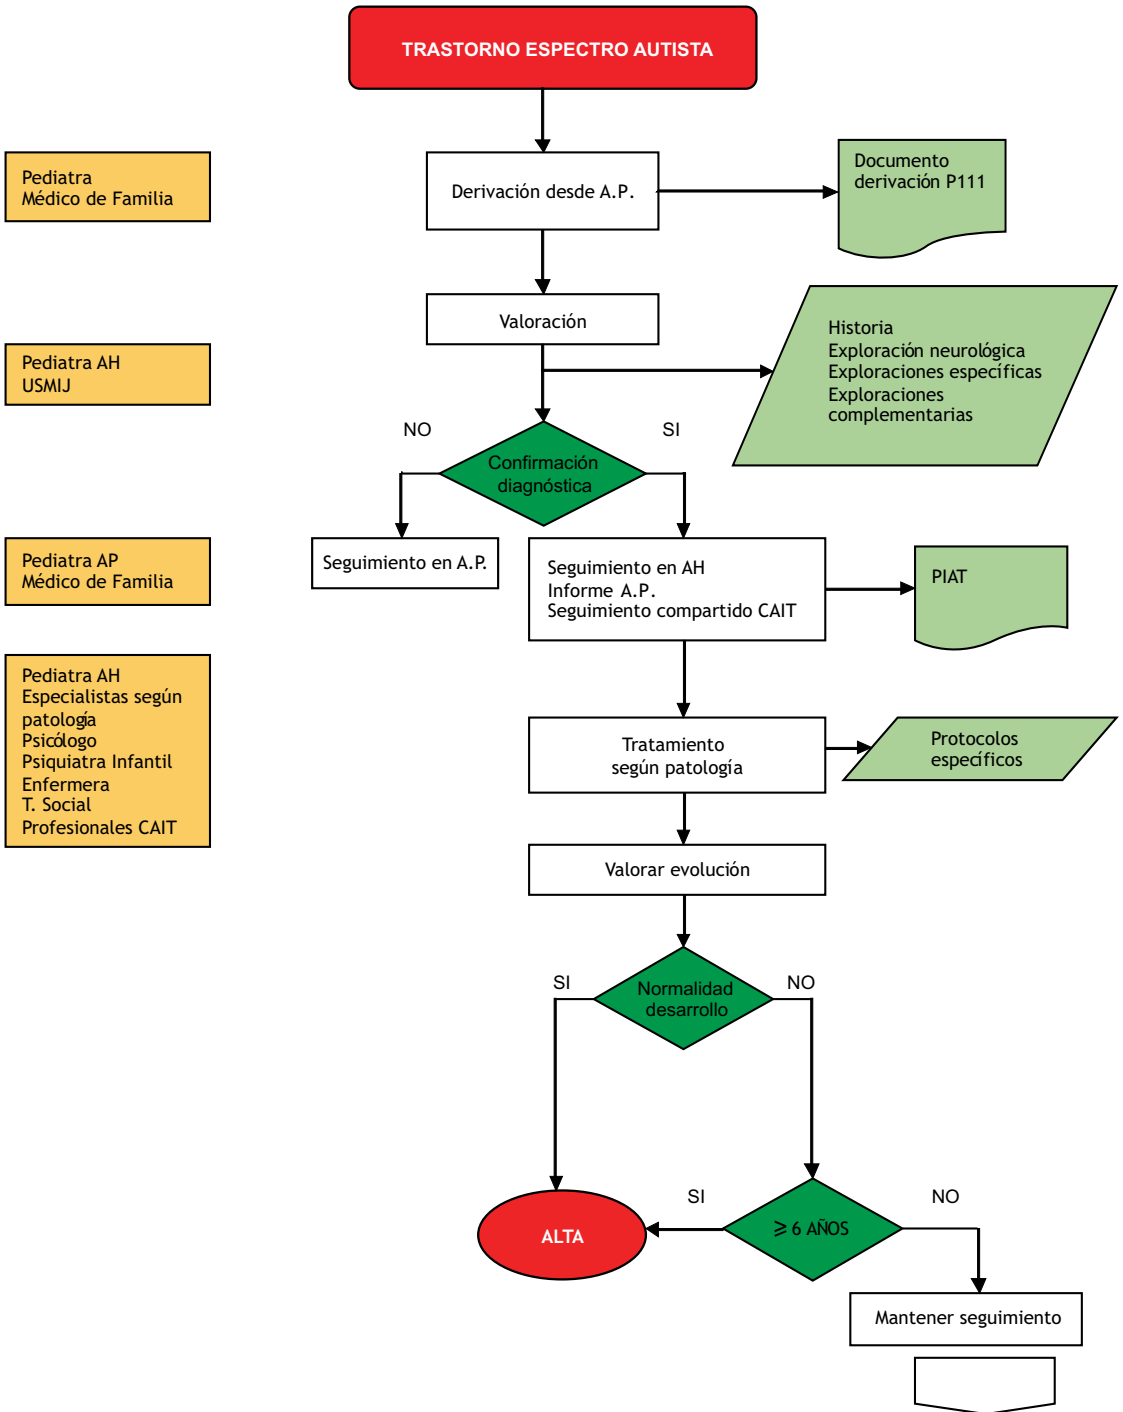 TRASTORNO ESPECTRO AUTISTA
Pediatra
Médico de Familia
Derivación desde A.P.
Documento
derivación P111
Valoración
Pediatra AH
USMIJ
Historia
Exploración neurológica
Exploraciones específicas
Exploraciones
complementarias
NO
SI
Confirmación
diagnóstica
Pediatra AP
Médico de Familia
Seguimiento en A.P.
Seguimiento en AH
Informe A.P.
Seguimiento compartido CAIT
PIAT
Pediatra AH
Especialistas según
patología
Psicólogo
Psiquiatra Infantil
Enfermera
T. Social
Profesionales CAIT
Tratamiento
según patología
Protocolos
específicos
Valorar evolución
SI
Normalidad
desarrollo
NO
ALTA
SI
≥ 6 AÑOS
NO
Mantener seguimiento